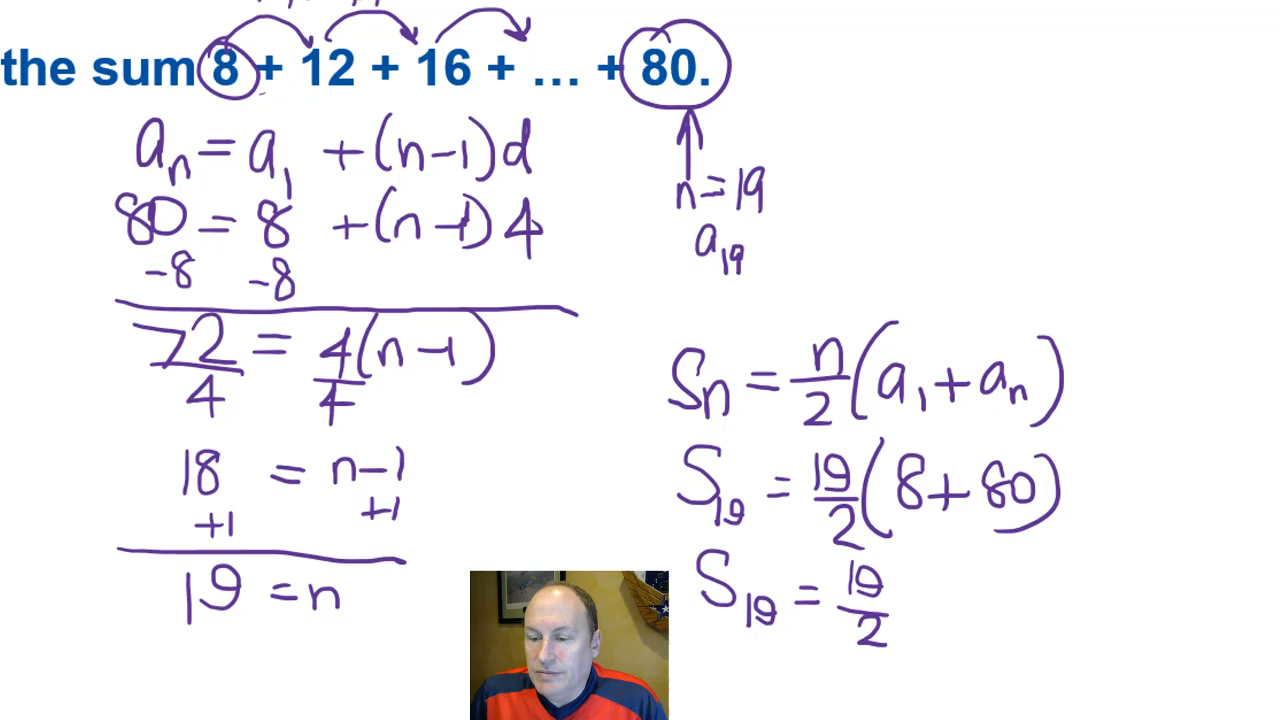 the sum 8 + 12 + 16 + ... + 80.
aₙ = a₁ + (n-1)d
80 = 8 + (n-1)4
-8 -8
72/4 = 4(n-1)/4
18 = n-1
+1 +1
19 = n
n = 19
a₁₉
Sₙ = n/2 (a₁ + aₙ)
S₁₉ = 19/2 (8 + 80)
S₁₉ = 19/2